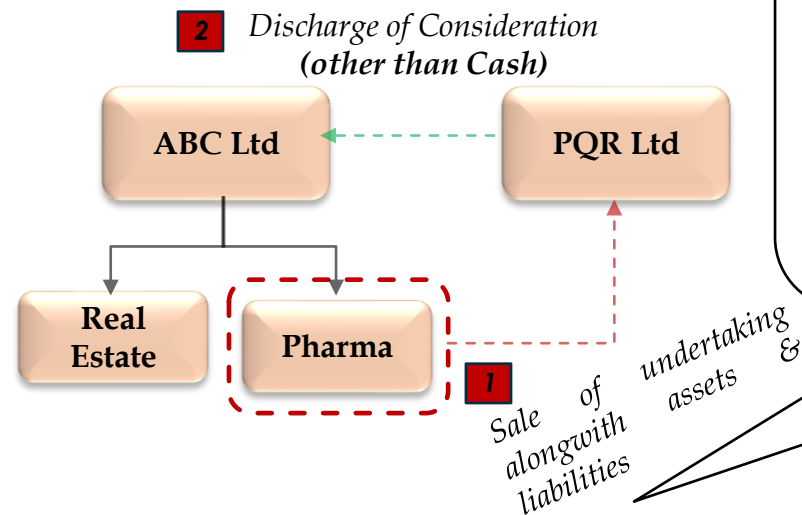 2
Discharge of Consideration
(other than Cash)
ABC Ltd
PQR Ltd
Real
Estate
Pharma
1
Sale of undertaking
alongwith assets &
liabilities